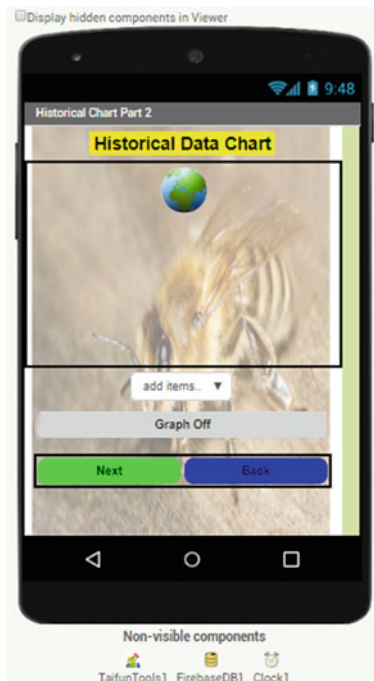 Display hidden components in Viewer
9:48
Historical Chart Part 2
Historical Data Chart
add items..
Graph Off
Next Back
Non-visible components
TaifunTools1 FirebaseDB1 Clock1